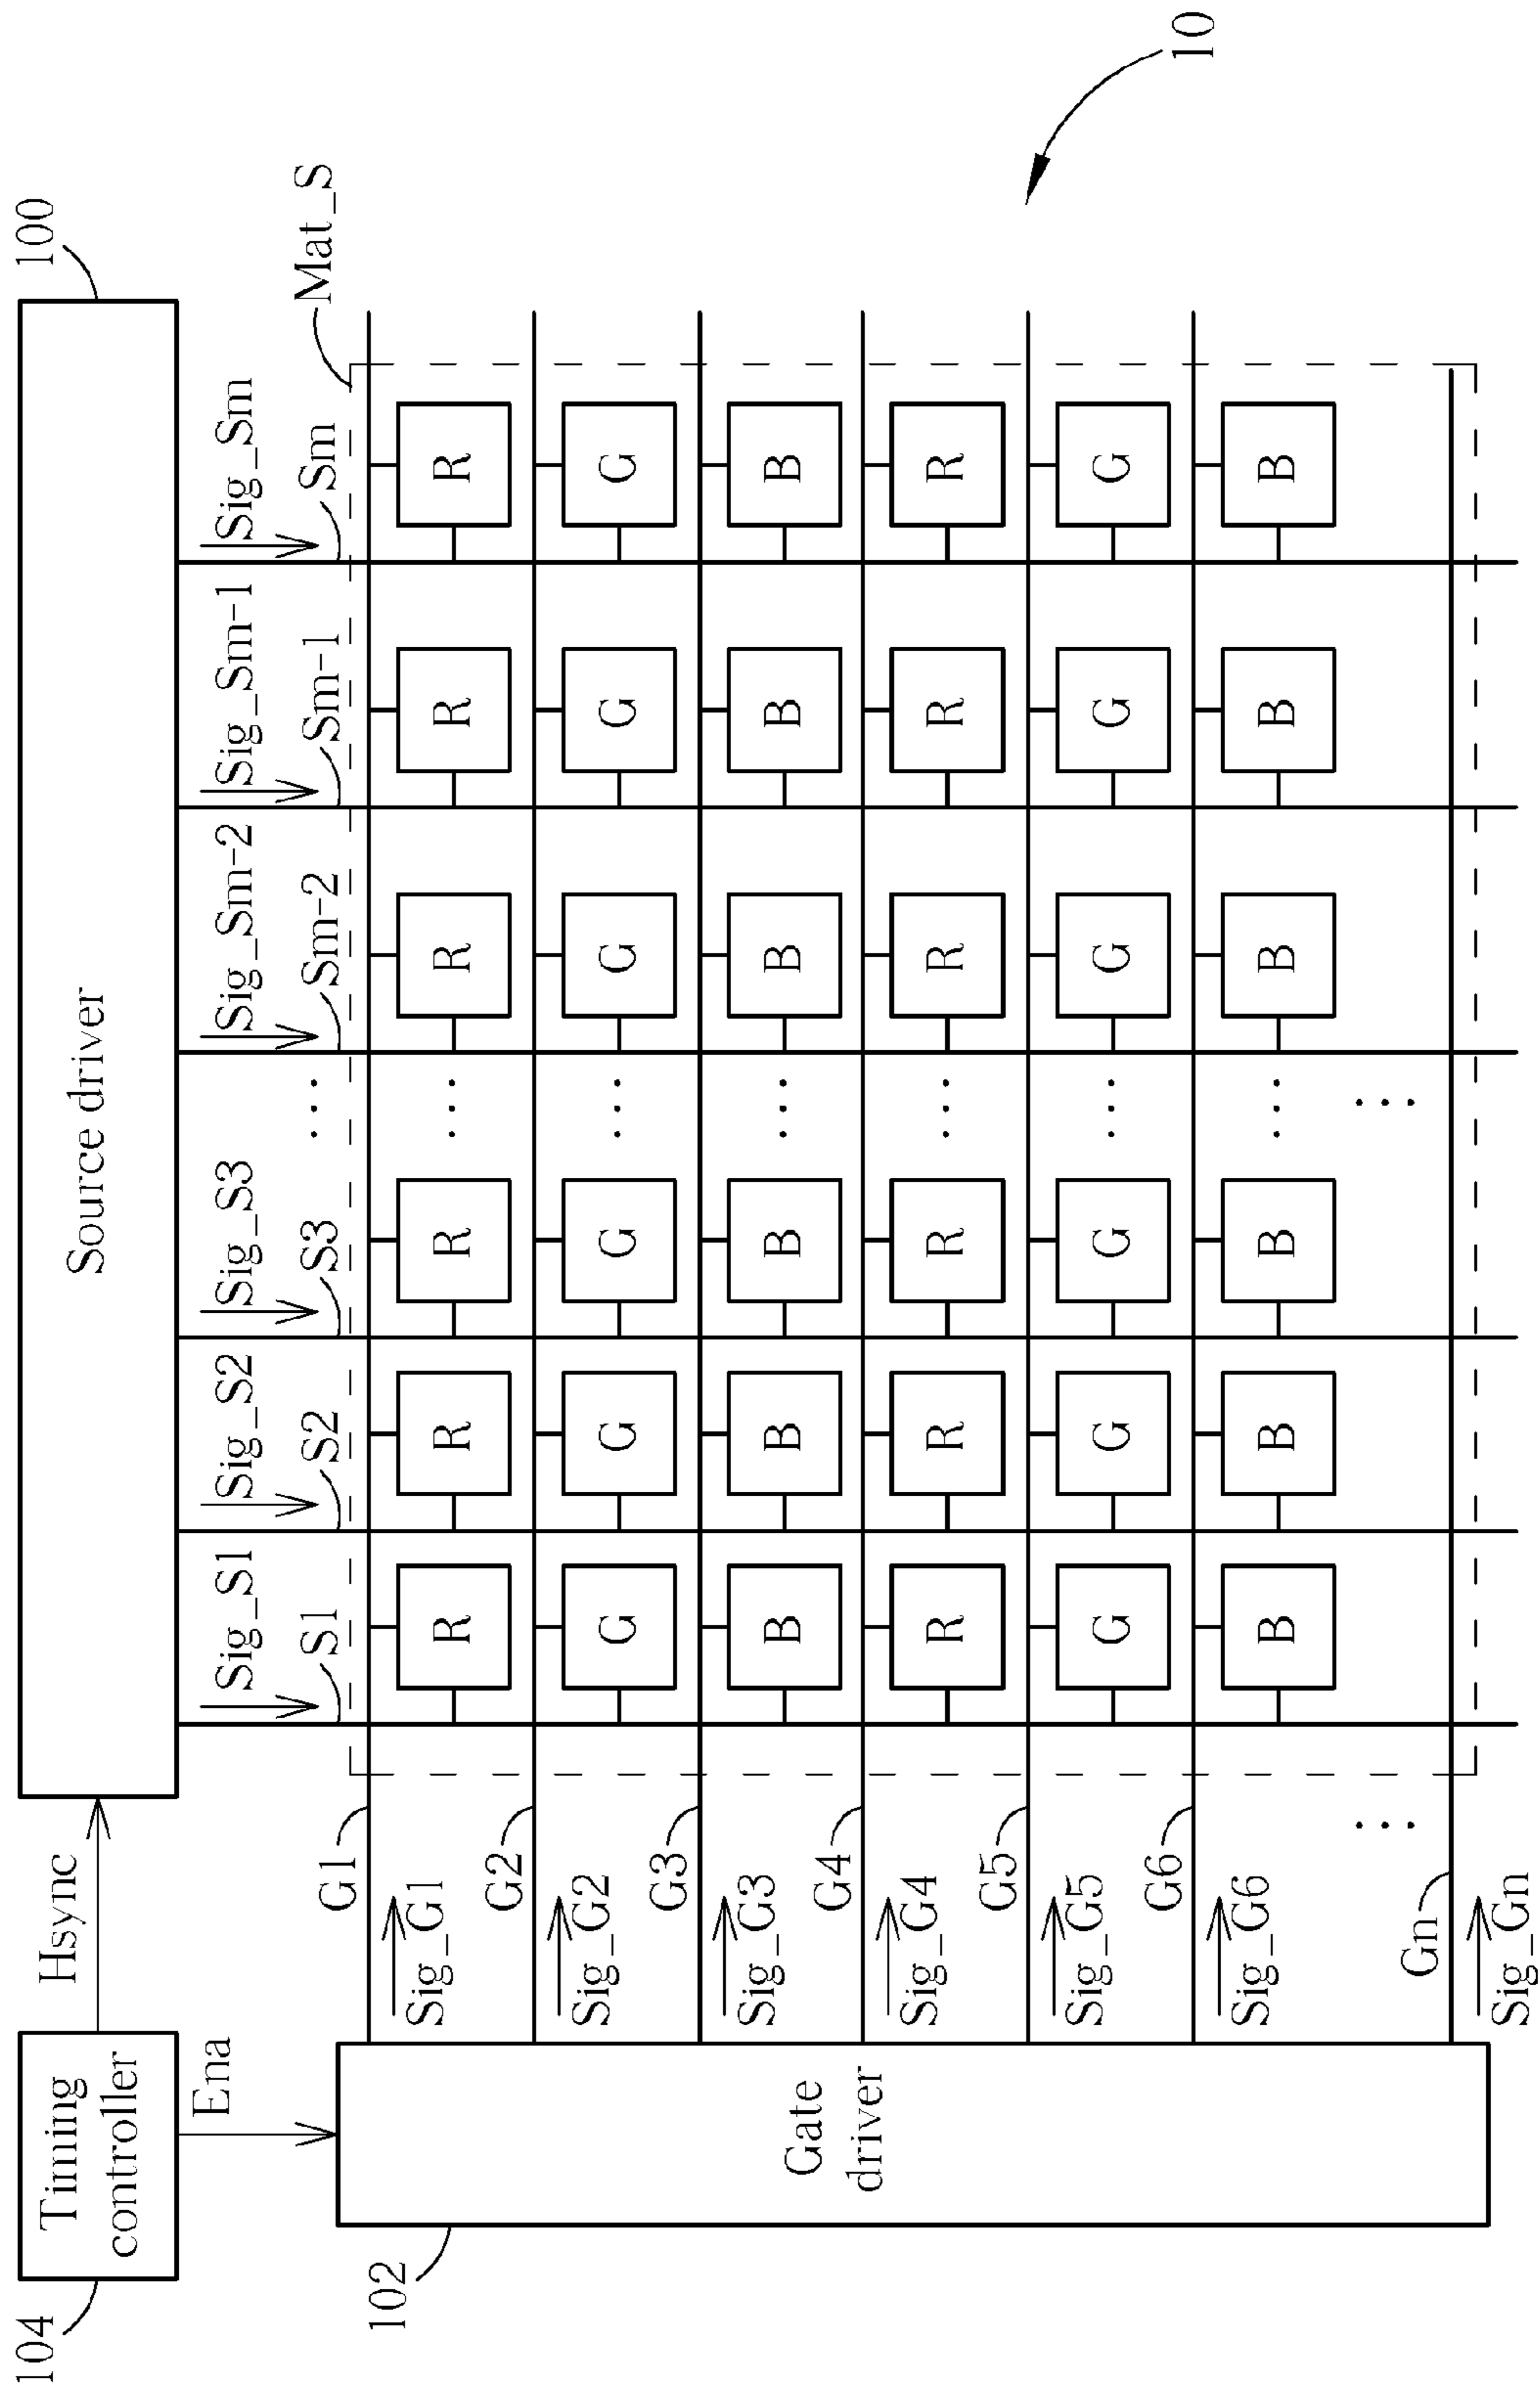 104
Timing
controller
Hsync
Source driver
100
Ena
Sig_S1
Sig_S2
Sig_S3
Sig_Sm-2
Sig_Sm-1
Sig_Sm
S1
S2
S3
...
Sm-2
Sm-1
Sm
Mat_S
102
Gate
driver
G1
Sig_G1
R R R ... R R R
G2
Sig_G2
G G G ... G G G
G3
Sig_G3
B B B ... B B B
G4
Sig_G4
R R R ... R R R
G5
Sig_G5
G G G ... G G G
G6
Sig_G6
B B B ... B B B
... ...
Gn
Sig_Gn
10